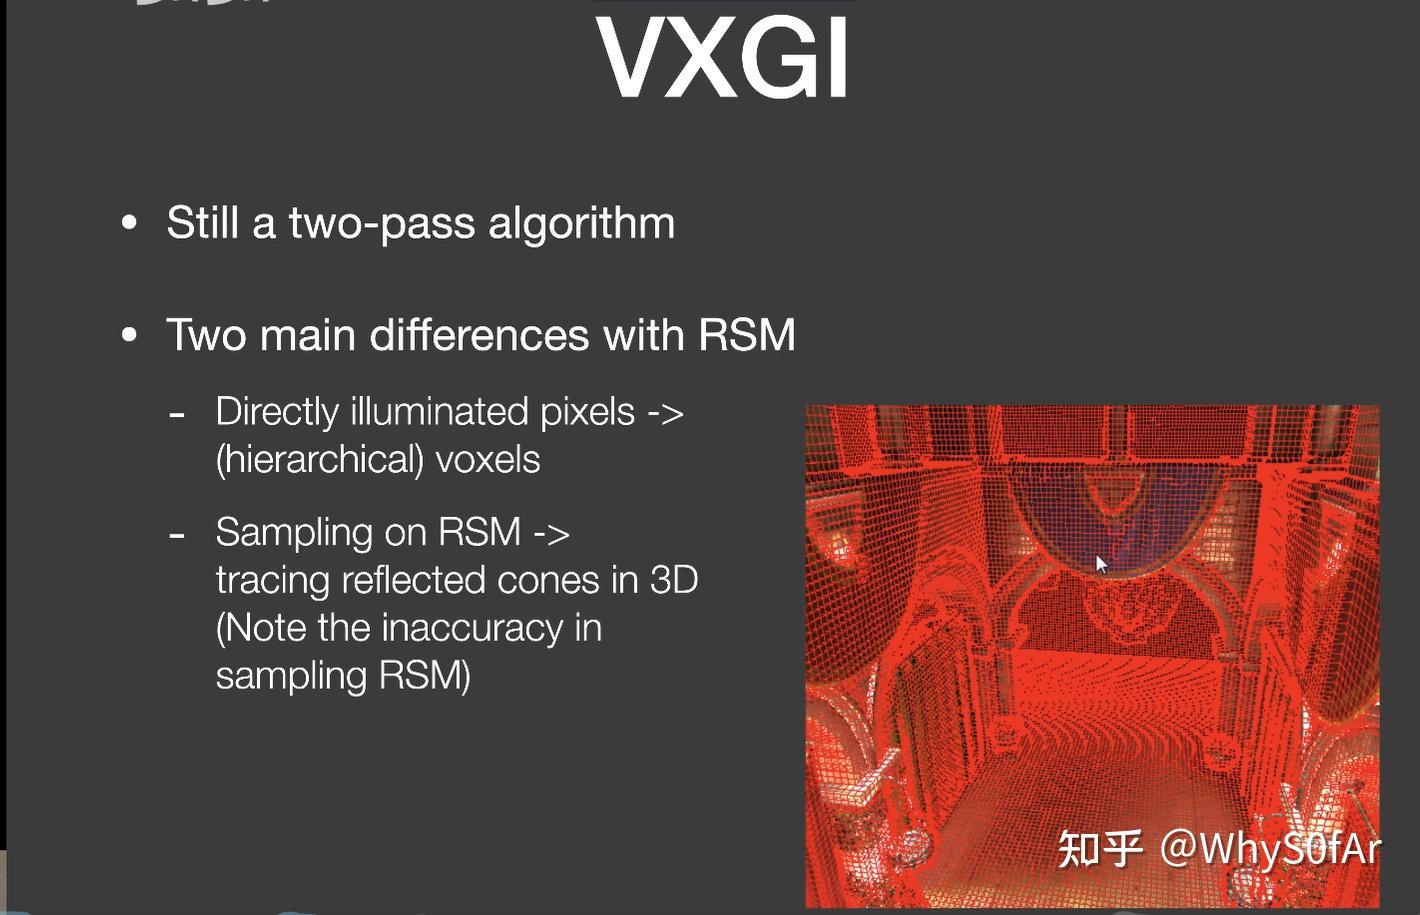 VXGI
• Still a two-pass algorithm
• Two main differences with RSM
- Directly illuminated pixels ->
(hierarchical) voxels
- Sampling on RSM ->
tracing reflected cones in 3D
(Note the inaccuracy in
sampling RSM)
知乎 @WhyS0fAr